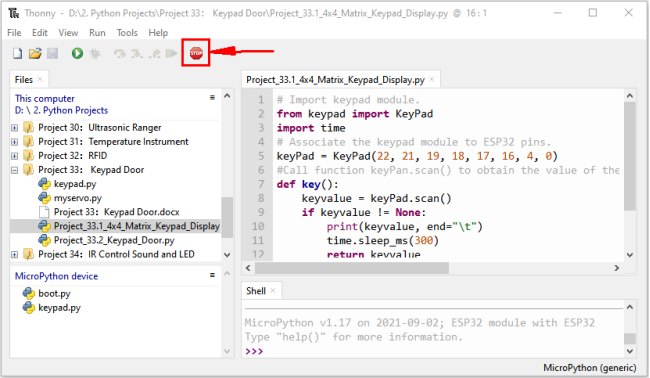 Thonny - D:\2. Python Projects\Project 33： Keypad Door\Project_33.1_4x4_Matrix_Keypad_Display.py @ 16 : 1
File Edit View Run Tools Help
STOP
Files
This computer
D: \ 2. Python Projects
Project 30： Ultrasonic Ranger
Project 31： Temperature Instrument
Project 32： RFID
Project 33： Keypad Door
keypad.py
myservo.py
Project 33： Keypad Door.docx
Project_33.1_4x4_Matrix_Keypad_Display
Project_33.2_Keypad_Door.py
Project 34： IR Control Sound and LED
MicroPython device
boot.py
keypad.py
Project_33.1_4x4_Matrix_Keypad_Display.py
1 # Import keypad module.
2 from keypad import KeyPad
3 import time
4 # Associate the keypad module to ESP32 pins.
5 keyPad = KeyPad(22, 21, 19, 18, 17, 16, 4, 0)
6 #Call function keyPan.scan() to obtain the value of the
7 def key():
8 keyvalue = keyPad.scan()
9 if keyvalue != None:
10 print(keyvalue, end="\t")
11 time.sleep_ms(300)
12 return keyvalue
Shell
MicroPython v1.17 on 2021-09-02; ESP32 module with ESP32
Type "help()" for more information.
>>>
MicroPython (generic)